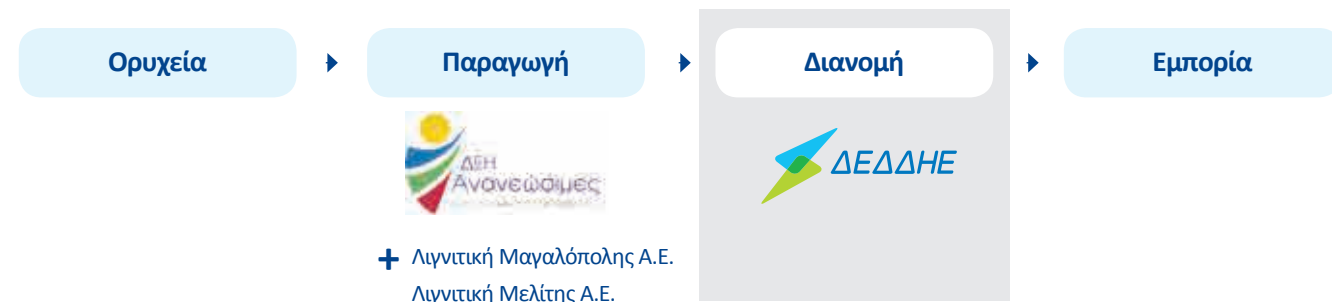 Ορυχεία
Παραγωγή
Διανομή
Εμπορία
ΔΕΗ
Ανανεώσιμες
ΔΕΔΔΗΕ
+ Λιγνιτική Μαγαλόπολης Α.Ε.
Λιγνιτική Μελίτης Α.Ε.